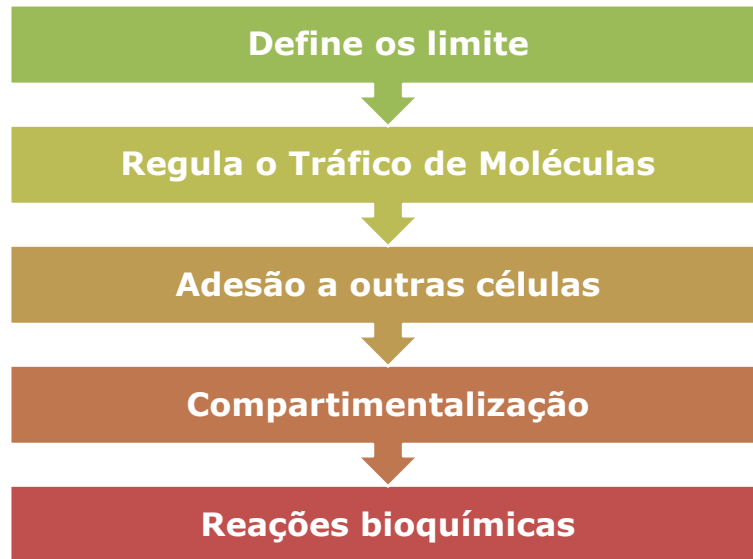 Define os limite
Regula o Tráfico de Moléculas
Adesão a outras células
Compartimentalização
Reações bioquímicas